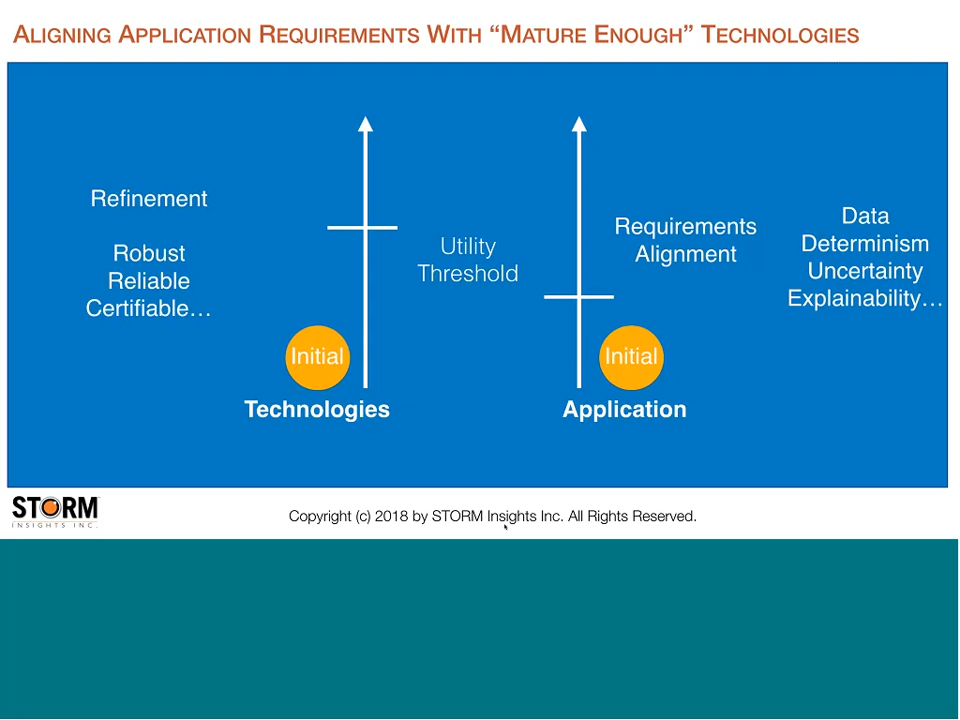 ALIGNING APPLICATION REQUIREMENTS WITH “MATURE ENOUGH” TECHNOLOGIES
Refinement
Robust
Reliable
Certifiable…
Utility
Threshold
Requirements
Alignment
Data
Determinism
Uncertainty
Explainability…
Initial
Initial
Technologies
Application
STORM
INSIGHTS INC.
Copyright (c) 2018 by STORM Insights Inc. All Rights Reserved.